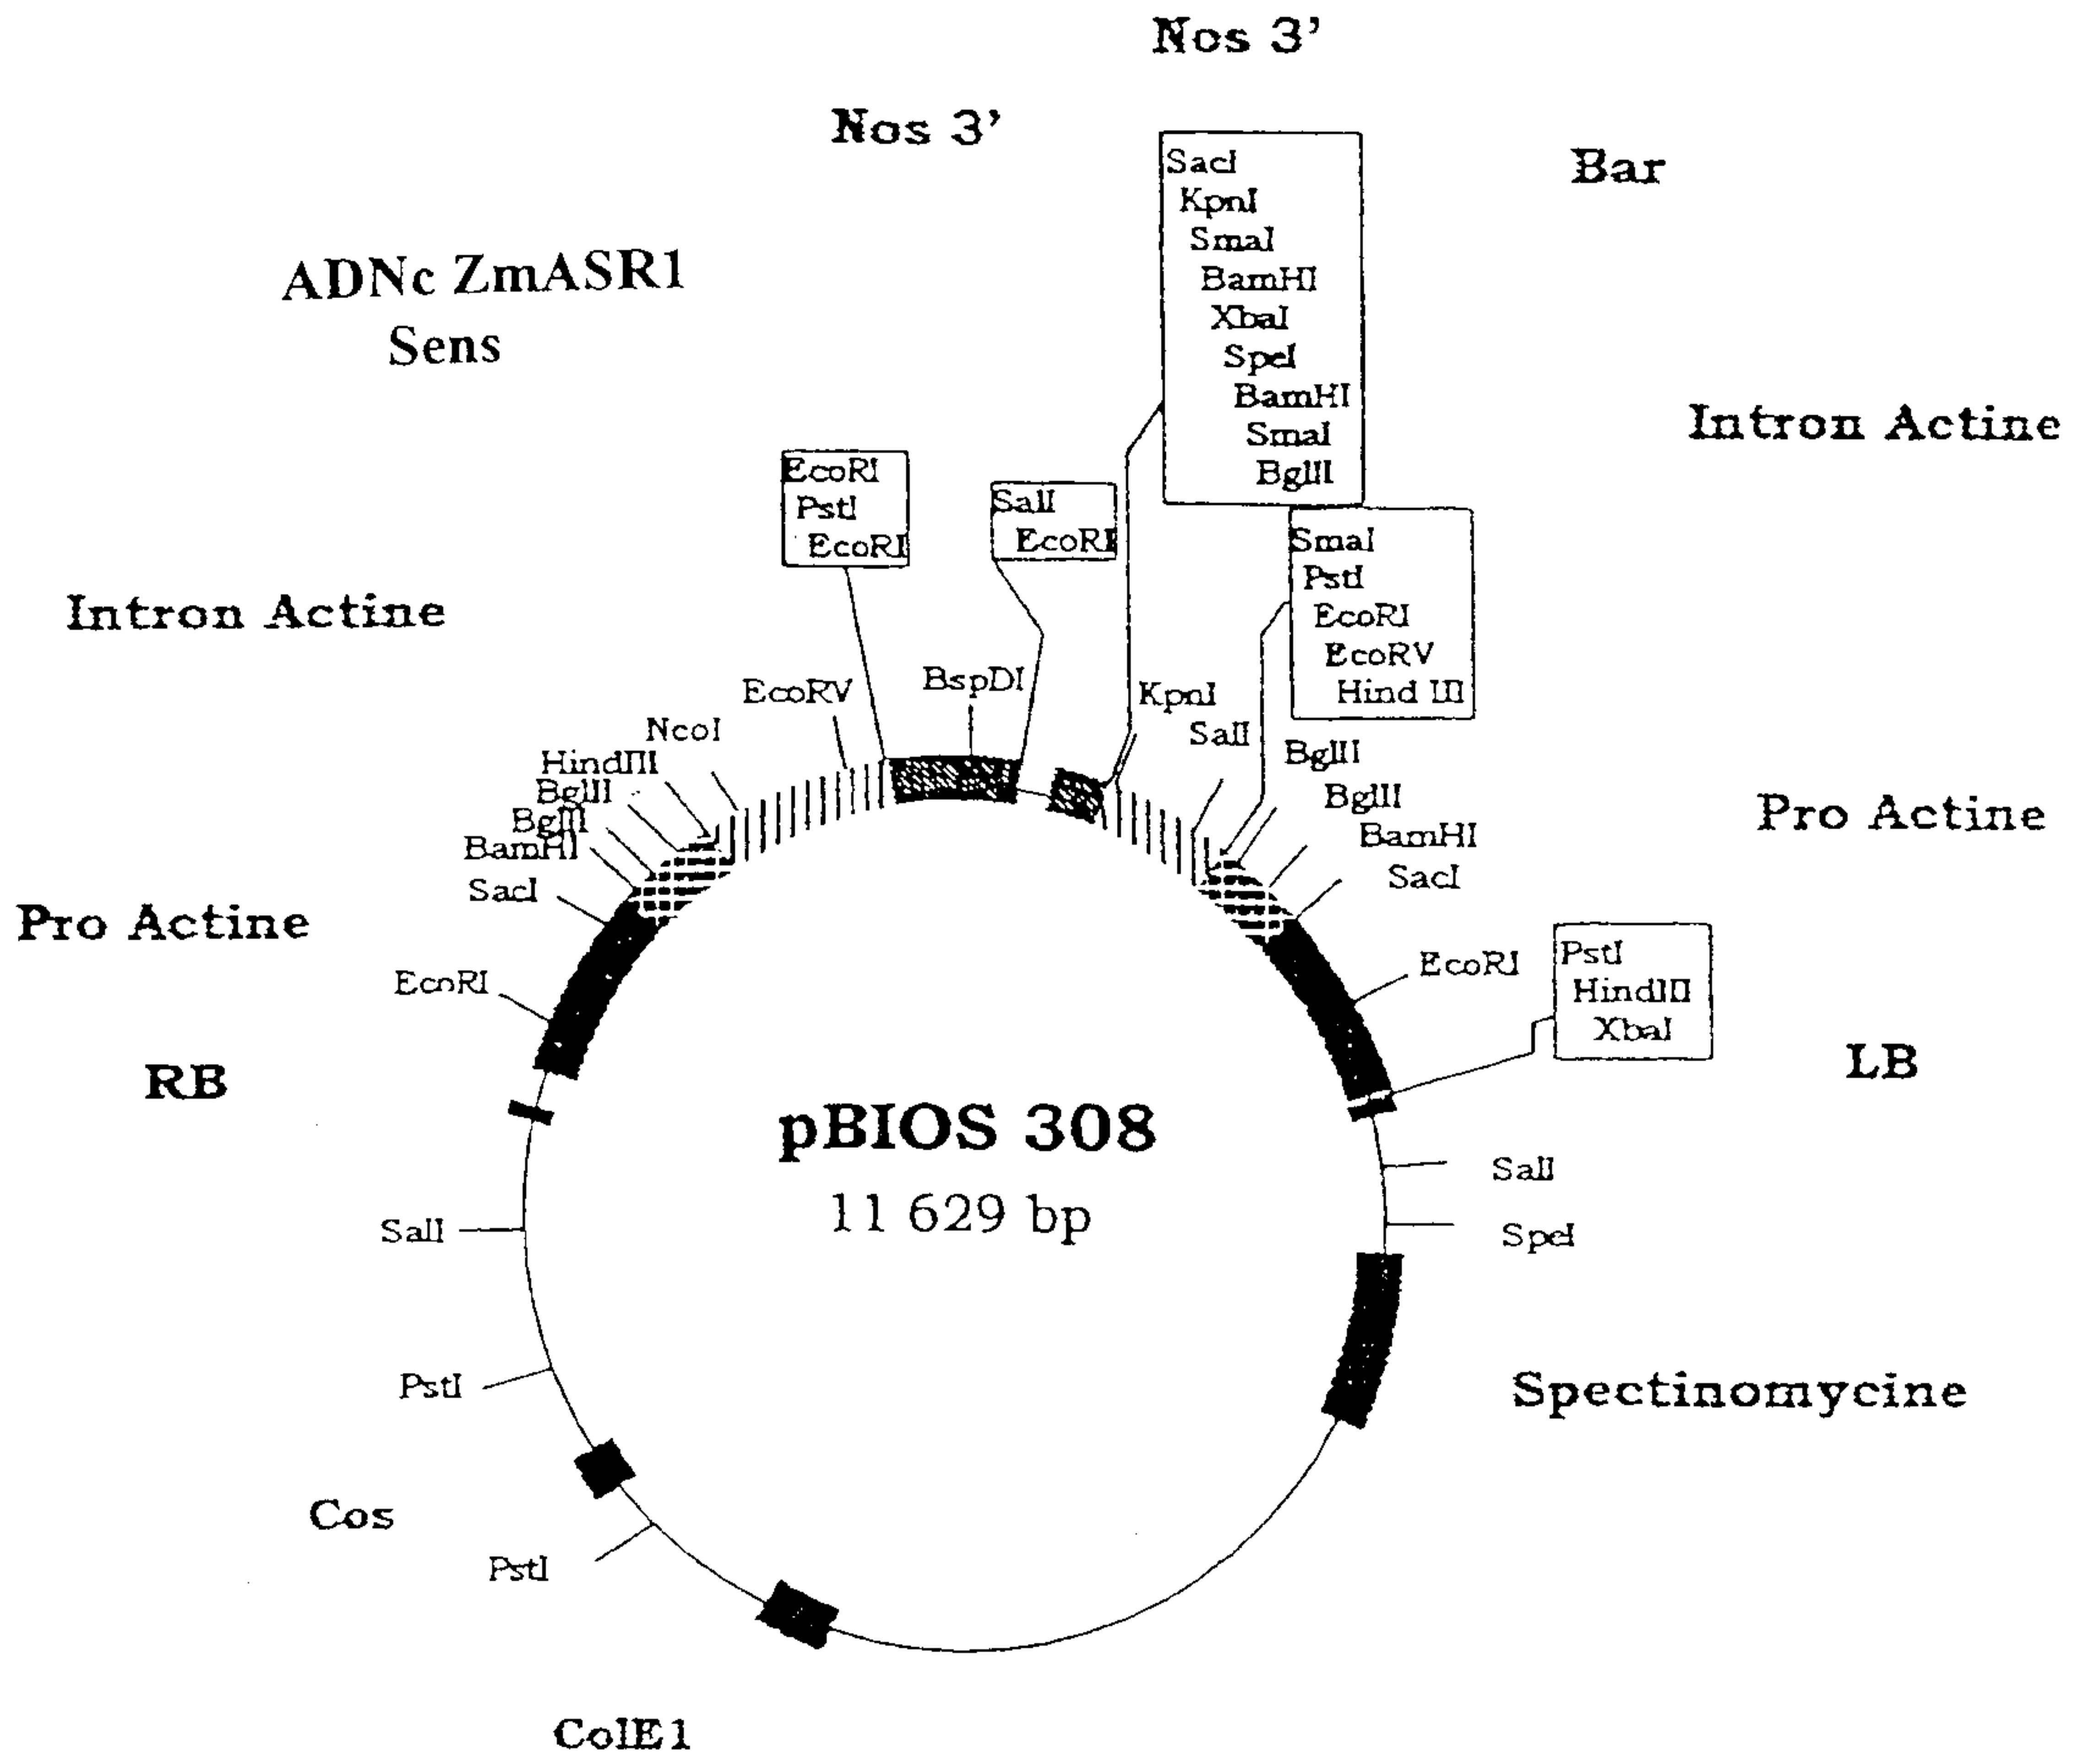 Nos 3'
Nos 3'
Bar
ADNc ZmASR1
Sens
SacI
KpnI
SmaI
BamHI
XbaI
SpeI
BamHI
SmaI
BglII
Intron Actine
EcoRI
PstI
EcoRI
SalI
EcoRI
SmaI
PstI
EcoRI
EcoRV
Hind III
Intron Actine
EcoRV
BspDI
KpnI
SalI
BglII
BglII
BamHI
SacI
NcoI
HindIII
BglII
BglII
BamHI
SacI
Pro Actine
Pro Actine
EcoRI
EcoRI
PstI
HindIII
XbaI
RB
LB
pBIOS 308
11 629 bp
SalI
SpeI
SalI
PstI
Spectinomycine
Cos
PstI
ColE1